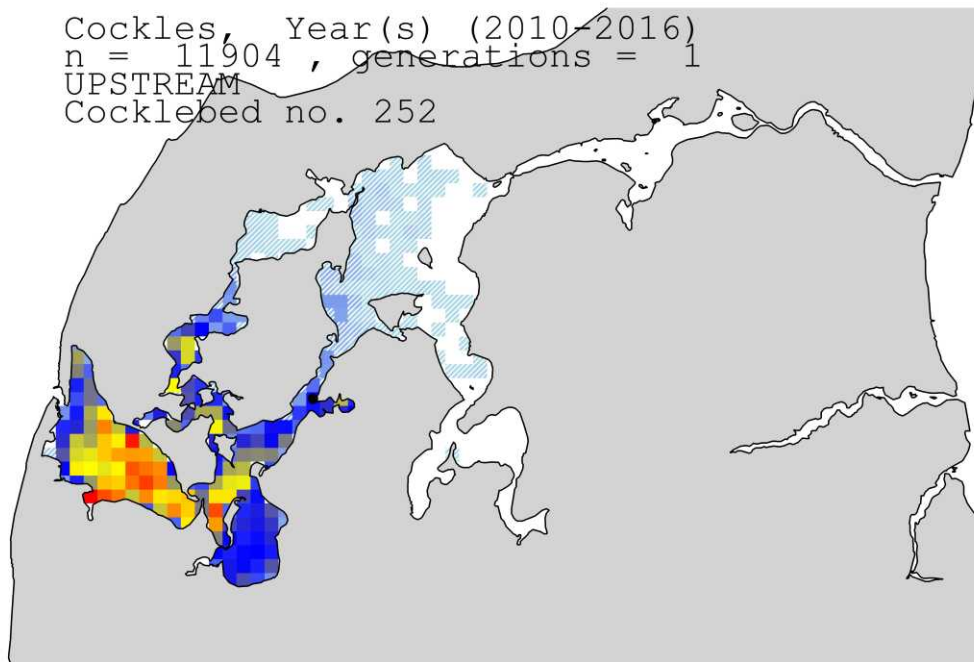 Cockles, Year(s) (2010-2016)
n = 11904 , generations = 1
UPSTREAM
Cocklebed no. 252